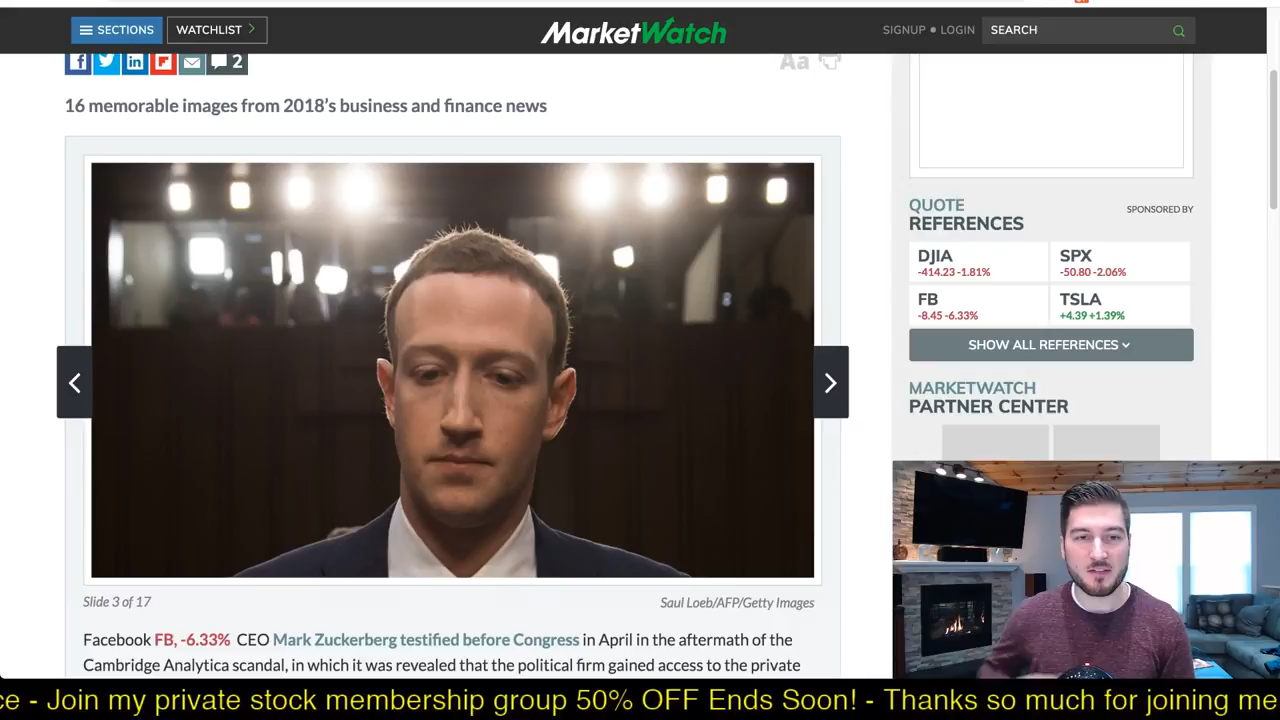 SECTIONS
WATCHLIST
MarketWatch
SIGNUP • LOGIN
SEARCH
2
Aa
16 memorable images from 2018's business and finance news
QUOTE
REFERENCES
SPONSORED BY
DJIA
-414.23 -1.81%
SPX
-50.80 -2.06%
FB
-8.45 -6.33%
TSLA
+4.39 +1.39%
SHOW ALL REFERENCES
MARKETWATCH
PARTNER CENTER
Slide 3 of 17
Saul Loeb/AFP/Getty Images
Facebook FB, -6.33% CEO Mark Zuckerberg testified before Congress in April in the aftermath of the
Cambridge Analytica scandal, in which it was revealed that the political firm gained access to the private
ce - Join my private stock membership group 50% OFF Ends Soon! - Thanks so much for joining me